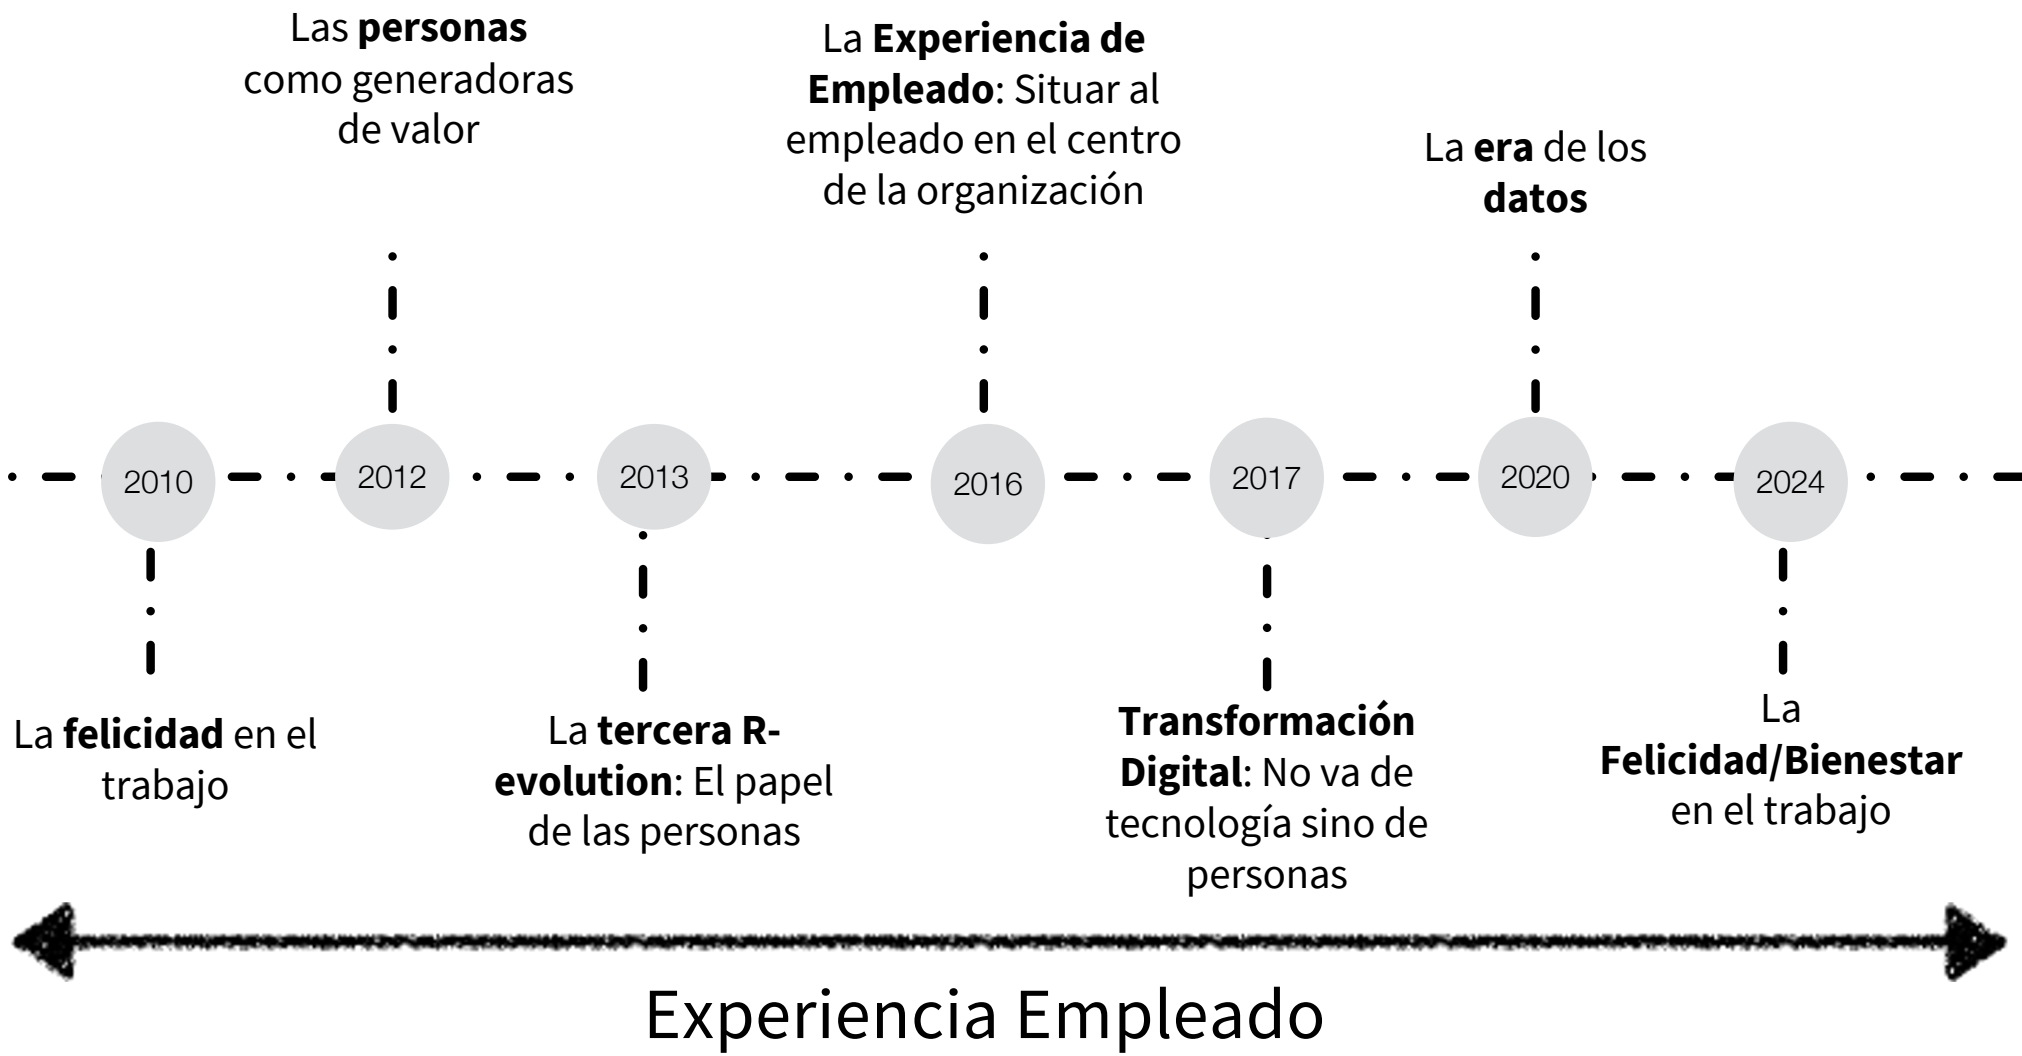 Las personas
como generadoras
de valor
La Experiencia de
Empleado: Situar al
empleado en el centro
de la organización
La era de los
datos
2010
2012
2013
2016
2017
2020
2024
La felicidad en el
trabajo
La tercera R-
evolution: El papel
de las personas
Transformación
Digital: No va de
tecnología sino de
personas
La
Felicidad/Bienestar
en el trabajo
Experiencia Empleado